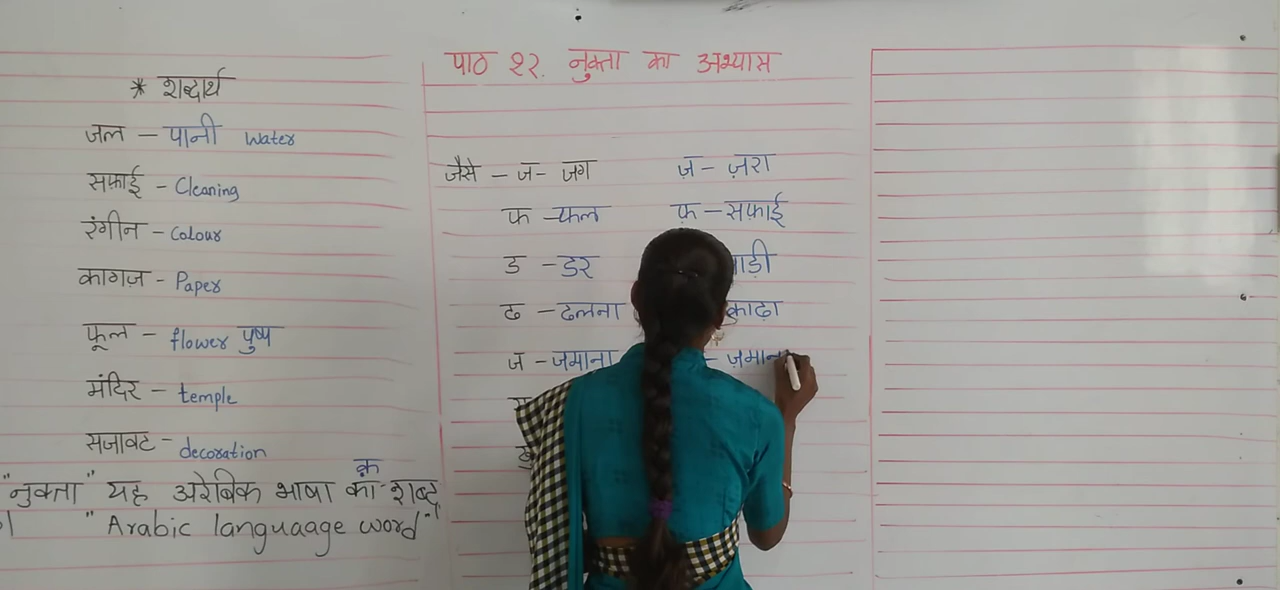 * शब्दार्थ
जल - पानी water
सफ़ाई - Cleaning
रंगीन - Colour
कागज़ - Paper
फूल - flower पुष्प
मंदिर - temple
सजावट - decoration
क़
"नुक्ता" यह अरेबिक भाषा का शब्द
"Arabic languaage word"
पाठ १२. नुक्ता का अभ्यास
जैसे - ज - जग ज़ - ज़रा
फ - फल फ़ - सफ़ाई
ड - डर
ढ - ढलना काढ़ा
ज - जमाना - ज़मान